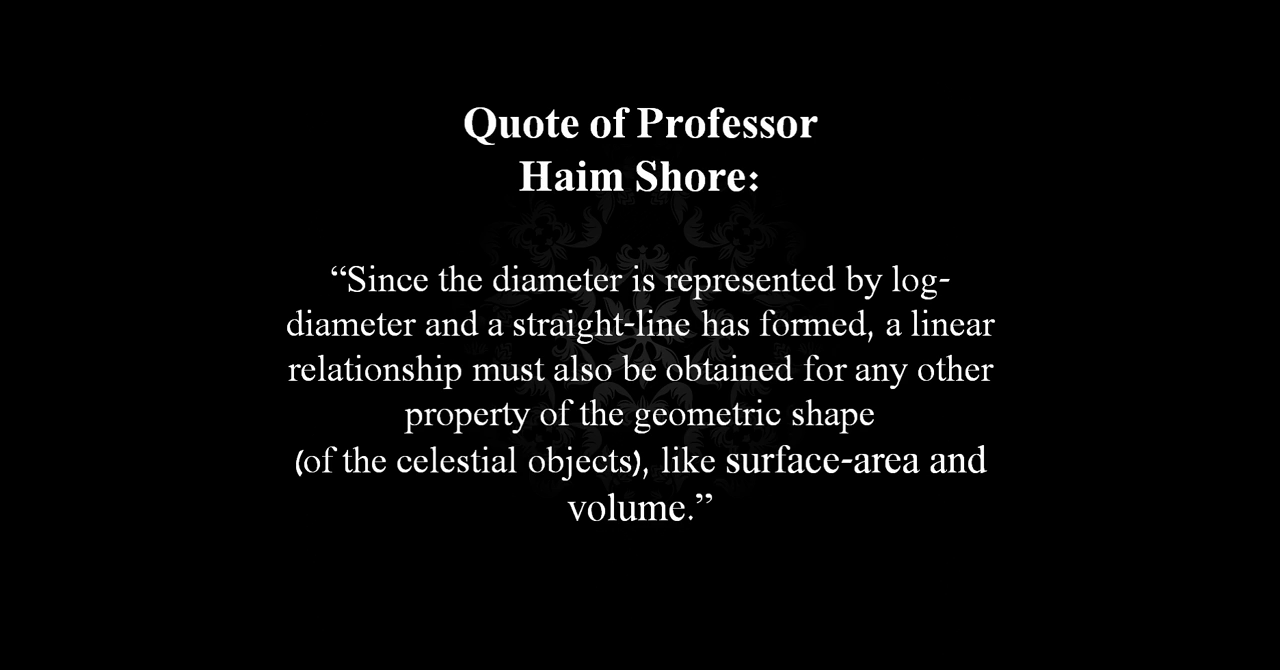 Quote of Professor
Haim Shore:
“Since the diameter is represented by log-
diameter and a straight-line has formed, a linear
relationship must also be obtained for any other
property of the geometric shape
(of the celestial objects), like surface-area and
volume.”